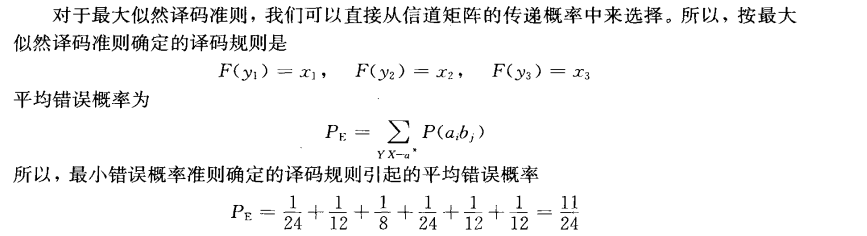 对于最大似然译码准则，我们可以直接从信道矩阵的传递概率中来选择。所以，按最大
似然译码准则确定的译码规则是
F(y₁) = x₁， F(y₂) = x₂， F(y₃) = x₃
平均错误概率为
P_E = ∑_{Y X−a*} P(aᵢbⱼ)
所以，最小错误概率准则确定的译码规则引起的平均错误概率
P_E = 1/24 + 1/12 + 1/8 + 1/24 + 1/12 + 1/12 = 11/24